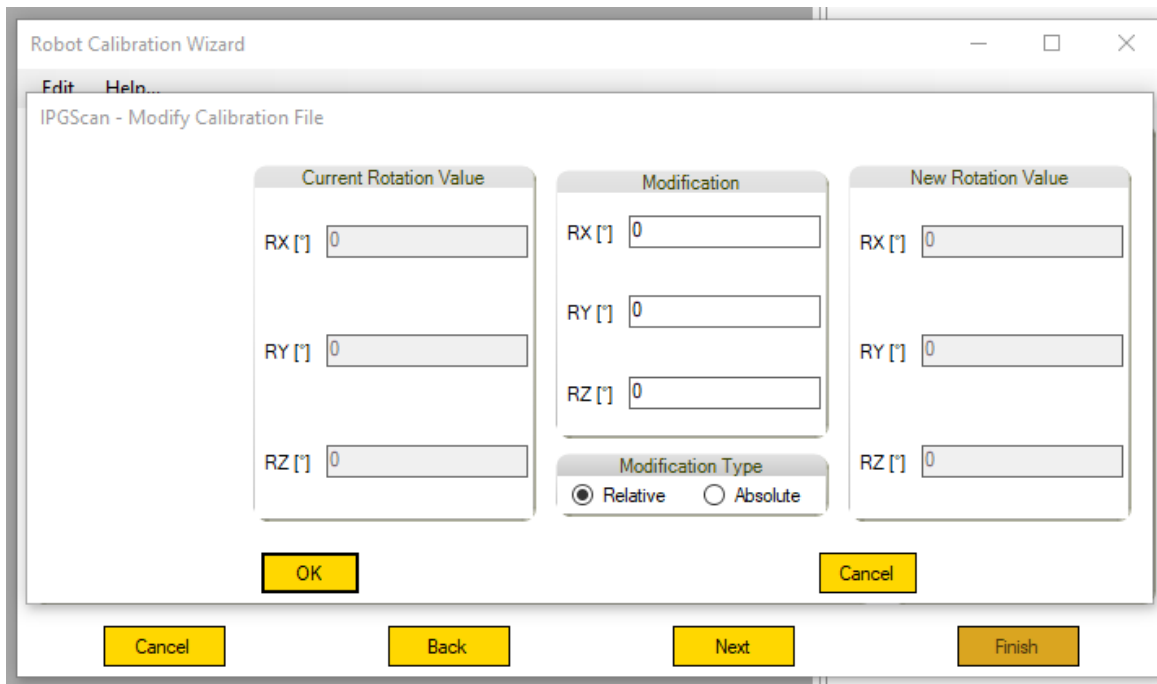 Robot Calibration Wizard
Edit Help...
IPGScan - Modify Calibration File
Current Rotation Value
RX [°] 0
RY [°] 0
RZ [°] 0
Modification
RX [°] 0
RY [°] 0
RZ [°] 0
Modification Type
Relative Absolute
New Rotation Value
RX [°] 0
RY [°] 0
RZ [°] 0
OK Cancel
Cancel Back Next Finish